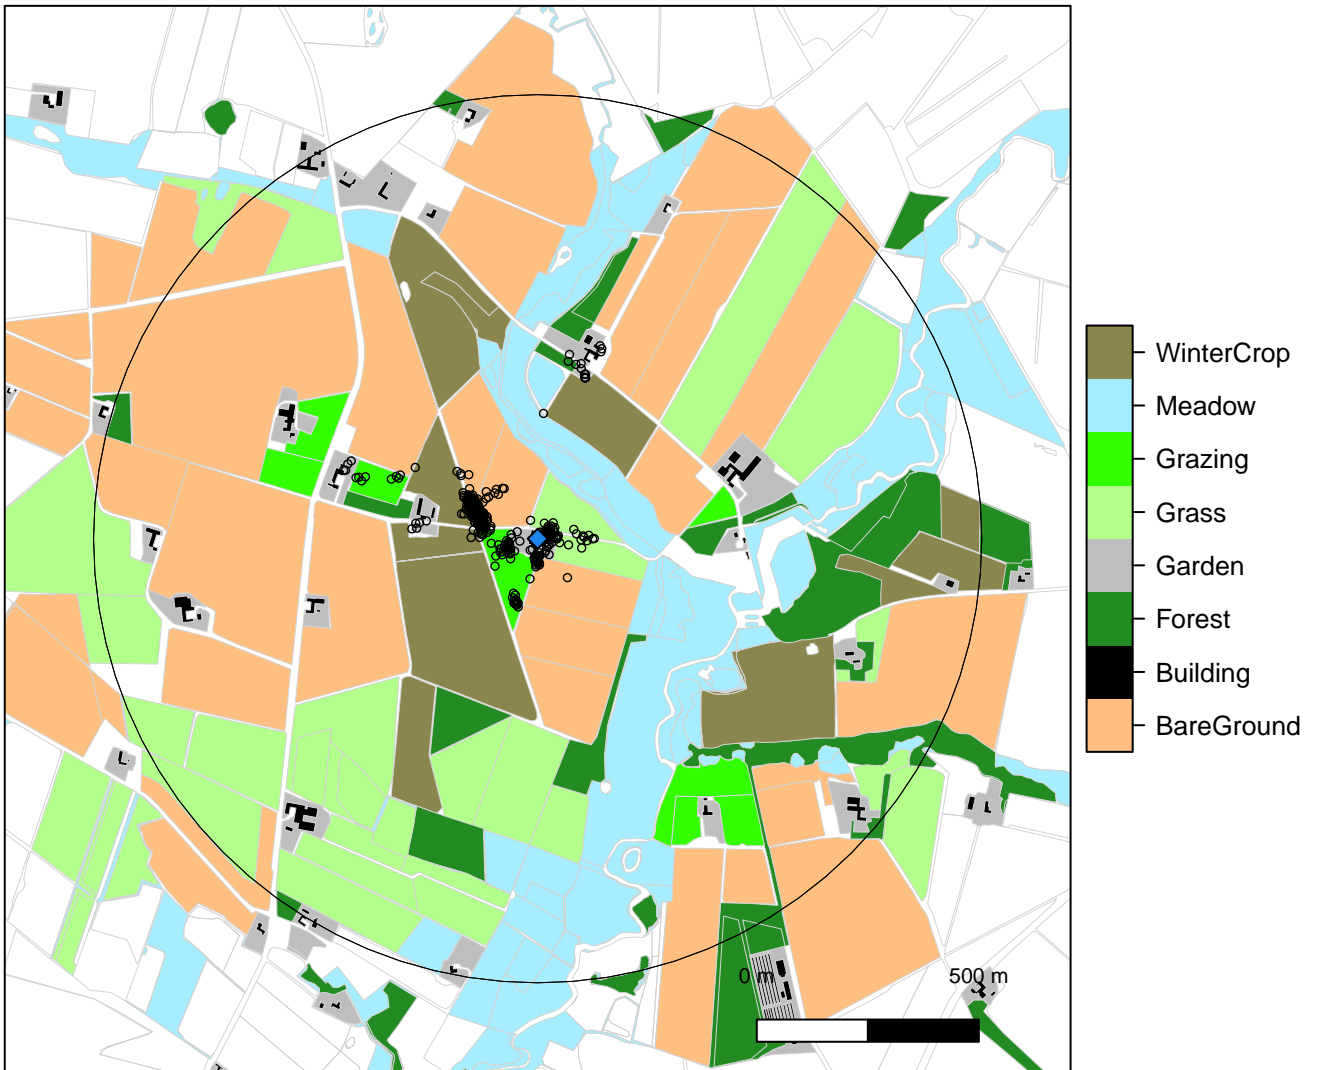 WinterCrop
Meadow
Grazing
Grass
Garden
Forest
Building
BareGround
0 m 500 m